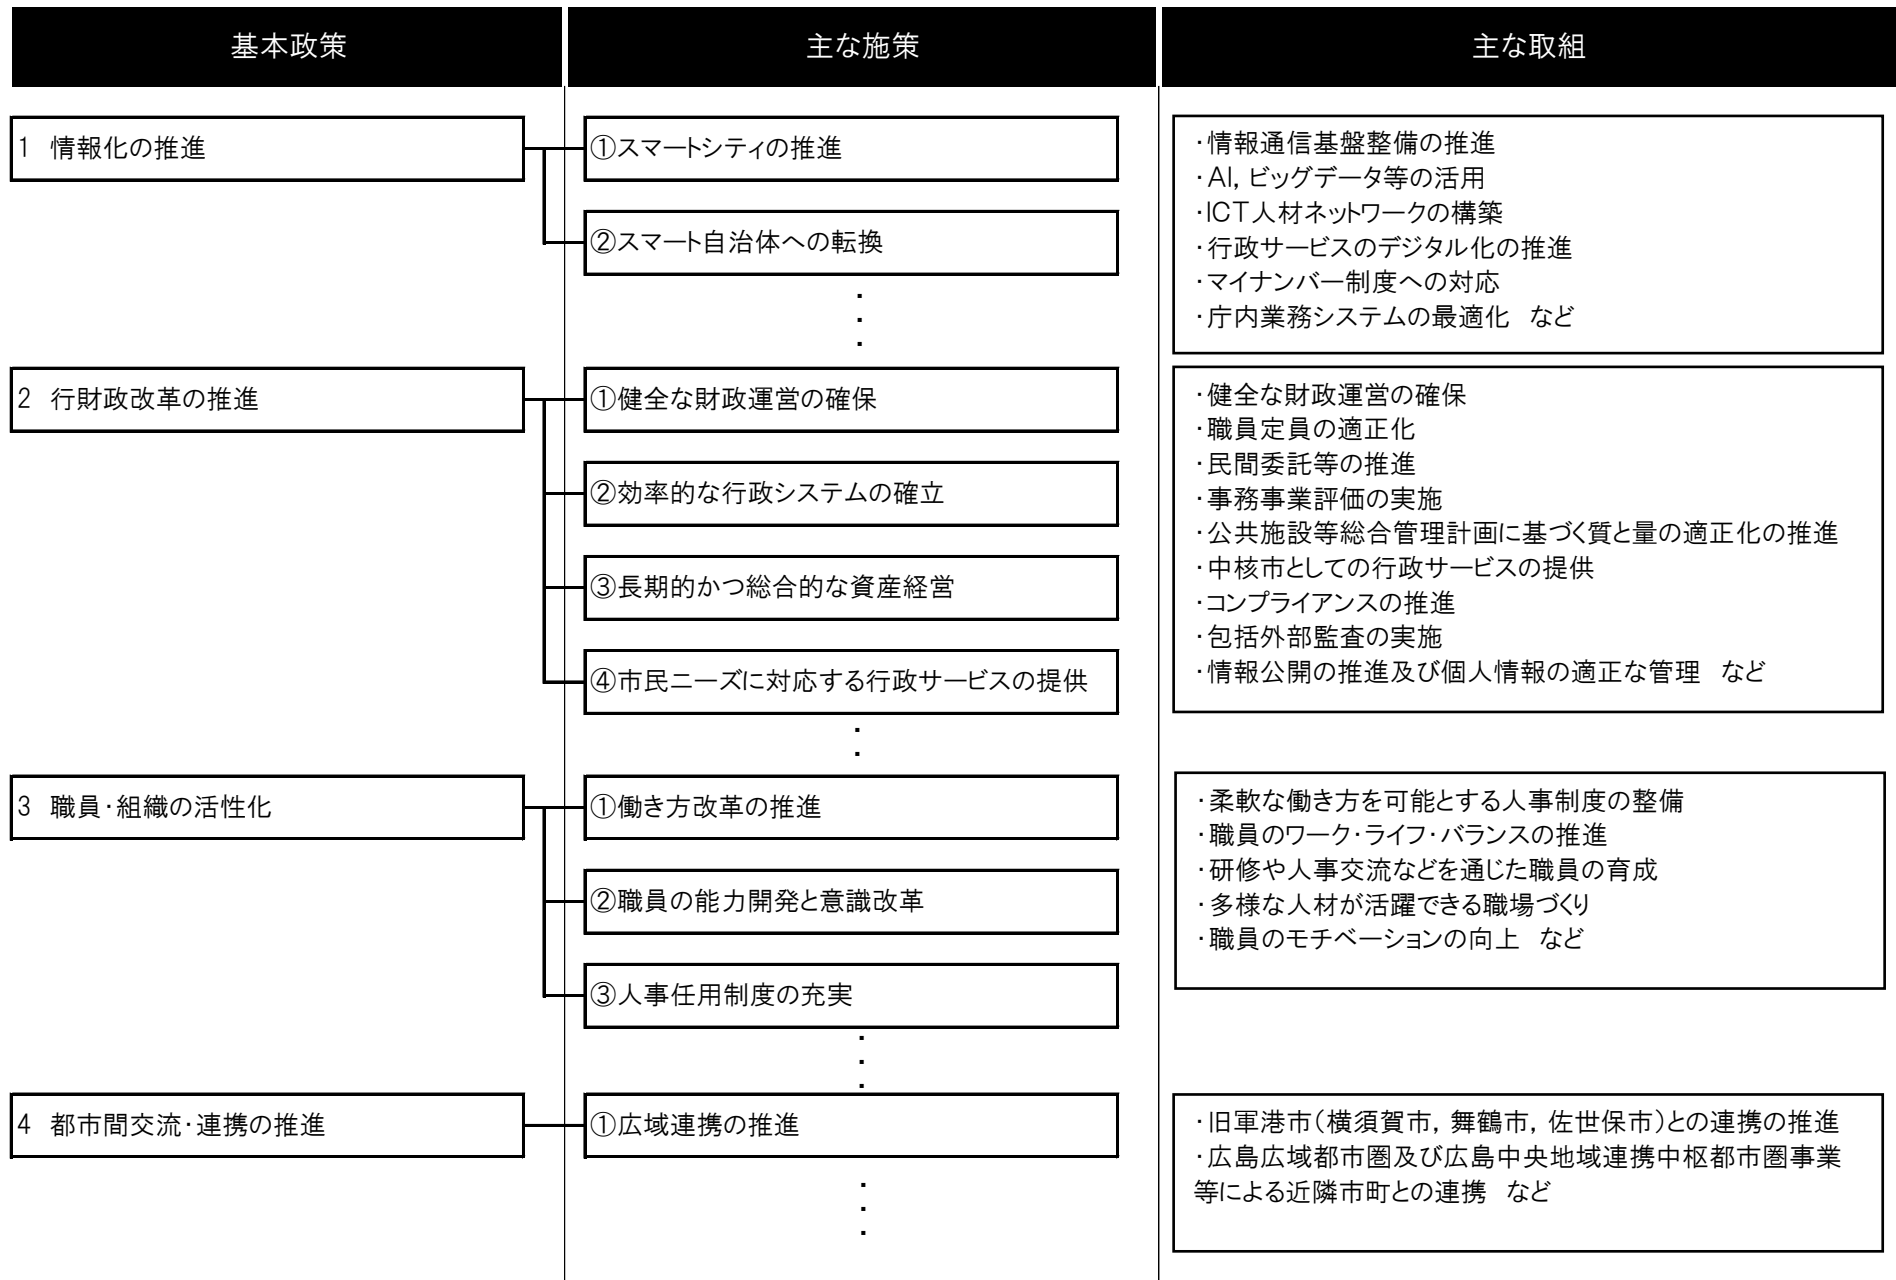 基本政策
主な施策
主な取組
1 情報化の推進
①スマートシティの推進
②スマート自治体への転換
・
・
・
・情報通信基盤整備の推進
・AI，ビッグデータ等の活用
・ICT人材ネットワークの構築
・行政サービスのデジタル化の推進
・マイナンバー制度への対応
・庁内業務システムの最適化　など
2 行財政改革の推進
①健全な財政運営の確保
②効率的な行政システムの確立
③長期的かつ総合的な資産経営
④市民ニーズに対応する行政サービスの提供
・
・
・健全な財政運営の確保
・職員定員の適正化
・民間委託等の推進
・事務事業評価の実施
・公共施設等総合管理計画に基づく質と量の適正化の推進
・中核市としての行政サービスの提供
・コンプライアンスの推進
・包括外部監査の実施
・情報公開の推進及び個人情報の適正な管理　など
3 職員・組織の活性化
①働き方改革の推進
②職員の能力開発と意識改革
③人事任用制度の充実
・
・
・
・柔軟な働き方を可能とする人事制度の整備
・職員のワーク・ライフ・バランスの推進
・研修や人事交流などを通じた職員の育成
・多様な人材が活躍できる職場づくり
・職員のモチベーションの向上　など
4 都市間交流・連携の推進
①広域連携の推進
・
・
・
・旧軍港市（横須賀市，舞鶴市，佐世保市）との連携の推進
・広島広域都市圏及び広島中央地域連携中枢都市圏事業
等による近隣市町との連携　など